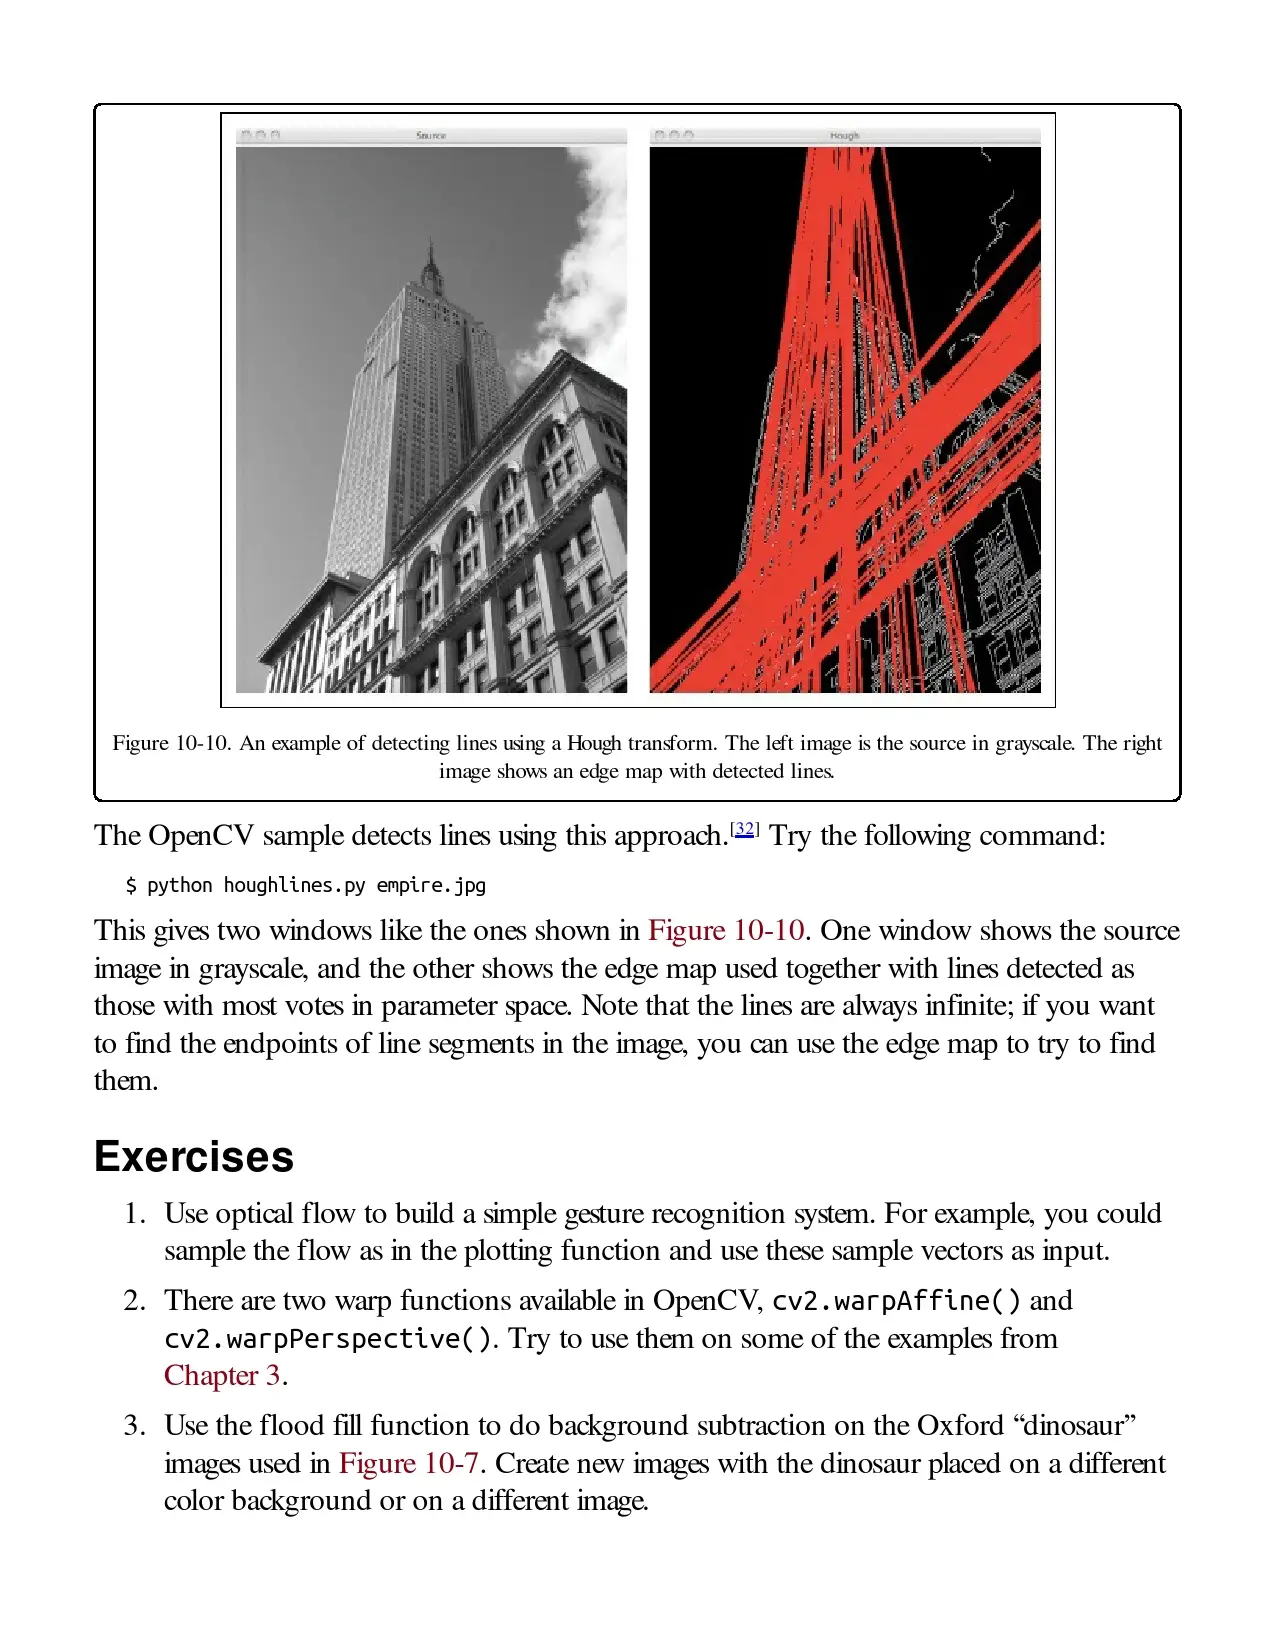 Source
Hough
Figure 10-10. An example of detecting lines using a Hough transform. The left image is the source in grayscale. The right
image shows an edge map with detected lines.
The OpenCV sample detects lines using this approach.[32] Try the following command:
$ python houghlines.py empire.jpg
This gives two windows like the ones shown in Figure 10-10. One window shows the source
image in grayscale, and the other shows the edge map used together with lines detected as
those with most votes in parameter space. Note that the lines are always infinite; if you want
to find the endpoints of line segments in the image, you can use the edge map to try to find
them.
Exercises
1. Use optical flow to build a simple gesture recognition system. For example, you could
sample the flow as in the plotting function and use these sample vectors as input.
2. There are two warp functions available in OpenCV, cv2.warpAffine() and
cv2.warpPerspective(). Try to use them on some of the examples from
Chapter 3.
3. Use the flood fill function to do background subtraction on the Oxford “dinosaur”
images used in Figure 10-7. Create new images with the dinosaur placed on a different
color background or on a different image.